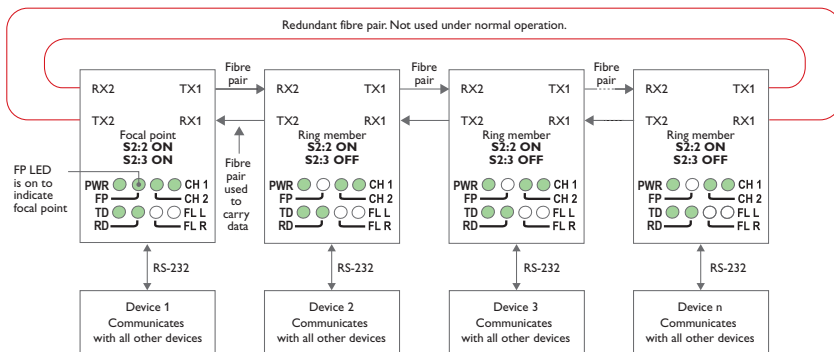 Redundant fibre pair. Not used under normal operation.
RX2 TX1
TX2 RX1
Focal point
S2:2 ON
S2:3 ON
PWR CH 1
FP CH 2
TD FL L
RD FL R
FP LED
is on to
indicate
focal point
Fibre
pair
Fibre
pair
used
to
carry
data
RX2 TX1
TX2 RX1
Ring member
S2:2 ON
S2:3 OFF
PWR CH 1
FP CH 2
TD FL L
RD FL R
Fibre
pair
RX2 TX1
TX2 RX1
Ring member
S2:2 ON
S2:3 OFF
PWR CH 1
FP CH 2
TD FL L
RD FL R
Fibre
pair
RX2 TX1
TX2 RX1
Ring member
S2:2 ON
S2:3 OFF
PWR CH 1
FP CH 2
TD FL L
RD FL R
RS-232
RS-232
RS-232
RS-232
Device 1
Communicates
with all other devices
Device 2
Communicates
with all other devices
Device 3
Communicates
with all other devices
Device n
Communicates
with all other devices